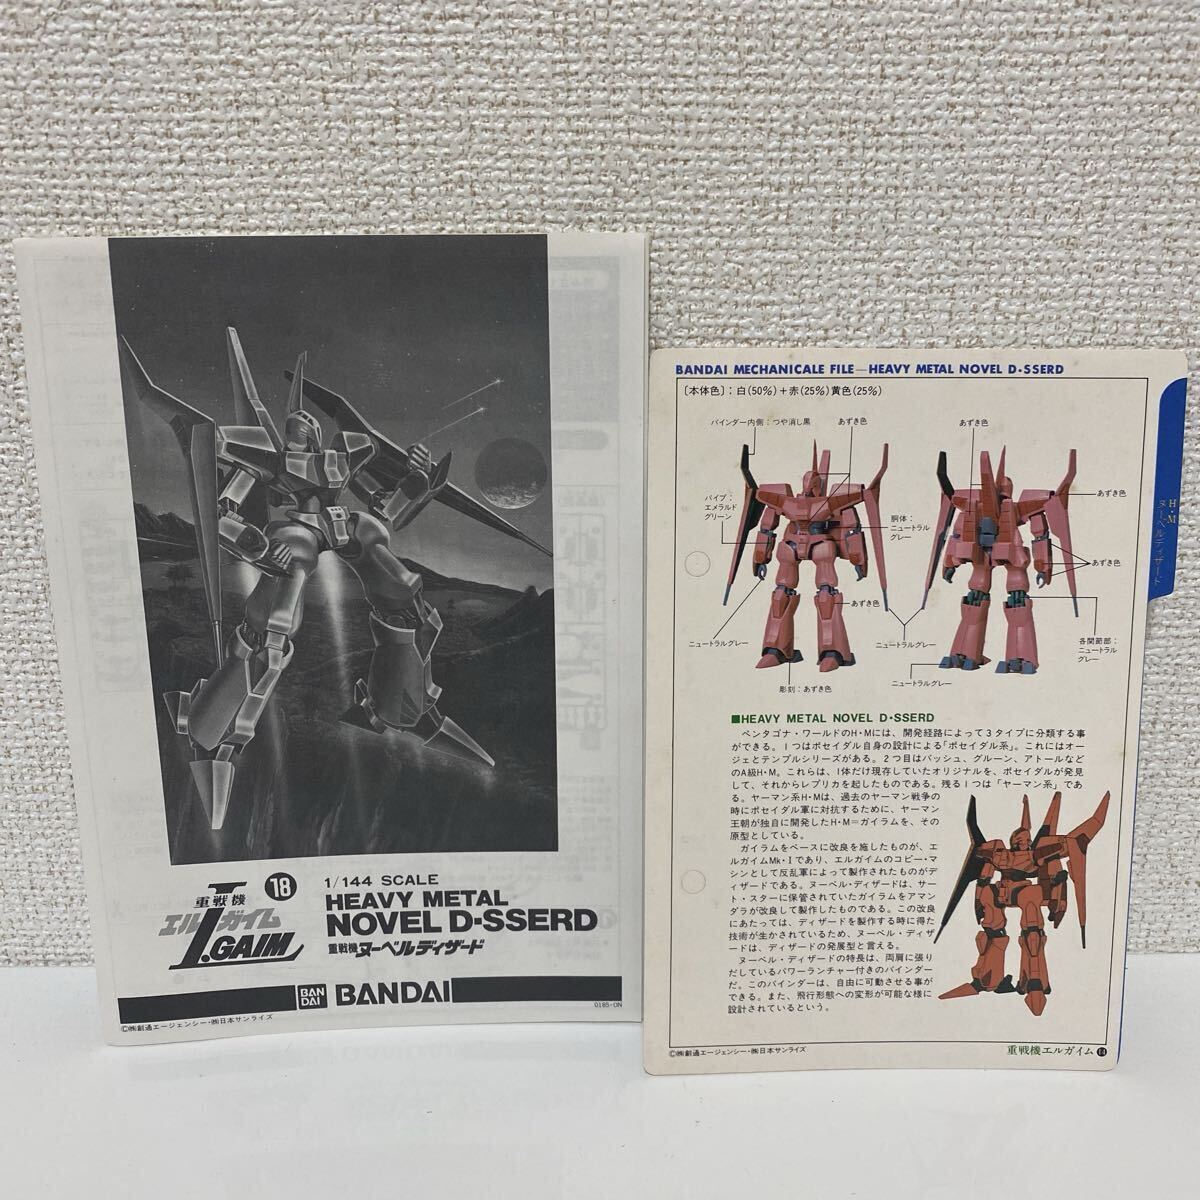 重戦機
エルガイム
L.GAIM
18
1/144 SCALE
HEAVY METAL
NOVEL D-SSERD
重戦機ヌーベルディザード
BAN
DAI
BANDAI
0185-ON
©㈱創通エージェンシー・㈱日本サンライズ
BANDAI MECHANICALE FILE—HEAVY METAL NOVEL D·SSERD
〔本体色〕：白(50%)＋赤(25%)黄色(25%)
バインダー内側：つや消し黒
あずき色
あずき色
パイプ：
エメラルド
グリーン
胴体：
ニュートラル
グレー
あずき色
あずき色
あずき色
ニュートラルグレー
ニュートラルグレー
各関節部：
ニュートラル
グレー
彫刻：あずき色
ニュートラルグレー
H・M
ヌーベルディザード
■HEAVY METAL NOVEL D·SSERD
ペンタゴナ・ワールドのH・Mには、開発経路によって3タイプに分類する事
ができる。1つはポセイダル自身の設計による「ポセイダル系」。これにはオー
ジェとテンプルシリーズがある。2つ目はバッシュ、グルーン、アトールなど
のA級H・M。これらは、1体だけ現存していたオリジナルを、ポセイダルが発見
して、それからレプリカを起したものである。残る1つは「ヤーマン系」であ
る。ヤーマン系H・Mは、過去のヤーマン戦争の
時にポセイダル軍に対抗するために、ヤーマン
王朝が独自に開発したH・M＝ガイラムを、その
原型としている。
ガイラムをベースに改良を施したものが、エ
ルガイムMk・Iであり、エルガイムのコピー・マ
シンとして反乱軍によって製作されたものがデ
ィザードである。ヌーベル・ディザードは、サー
ト・スターに保管されていたガイラムをアマン
ダラが改良して製作したものである。この改良
にあたっては、ディザードを製作する時に得た
技術が生かされているため、ヌーベル・ディザ
ードは、ディザードの発展型と言える。
ヌーベル・ディザードの特長は、両肩に張り
だしているパワーランチャー付きのバインダー
だ。このバインダーは、自由に可動させる事が
できる。また、飛行形態への変形が可能な様に
設計されているという。
©㈱創通エージェンシー・㈱日本サンライズ
重戦機エルガイム 14